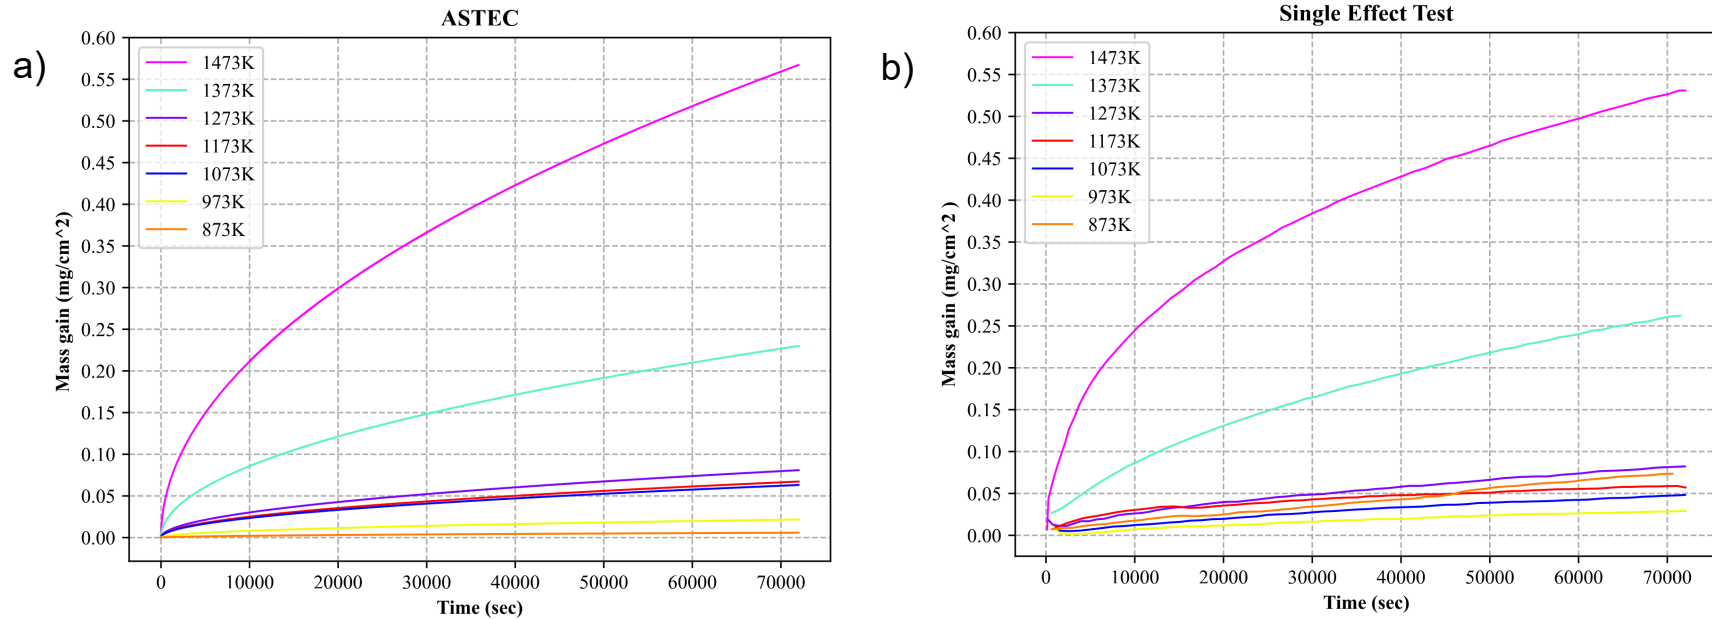 a)
ASTEC
Mass gain (mg/cm^2)
0.60
0.55
0.50
0.45
0.40
0.35
0.30
0.25
0.20
0.15
0.10
0.05
0.00
1473K
1373K
1273K
1173K
1073K
973K
873K
0 10000 20000 30000 40000 50000 60000 70000
Time (sec)
b)
Single Effect Test
Mass gain (mg/cm^2 )
0.60
0.55
0.50
0.45
0.40
0.35
0.30
0.25
0.20
0.15
0.10
0.05
0.00
1473K
1373K
1273K
1173K
1073K
973K
873K
0 10000 20000 30000 40000 50000 60000 70000
Time (sec)